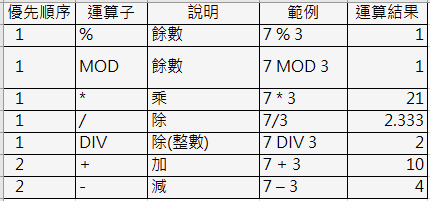 優先順序 運算子 說明 範例 運算結果
1 % 餘數 7 % 3 1
1 MOD 餘數 7 MOD 3 1
1 * 乘 7 * 3 21
1 / 除 7/3 2.333
1 DIV 除(整數) 7 DIV 3 2
2 + 加 7 + 3 10
2 - 減 7 – 3 4